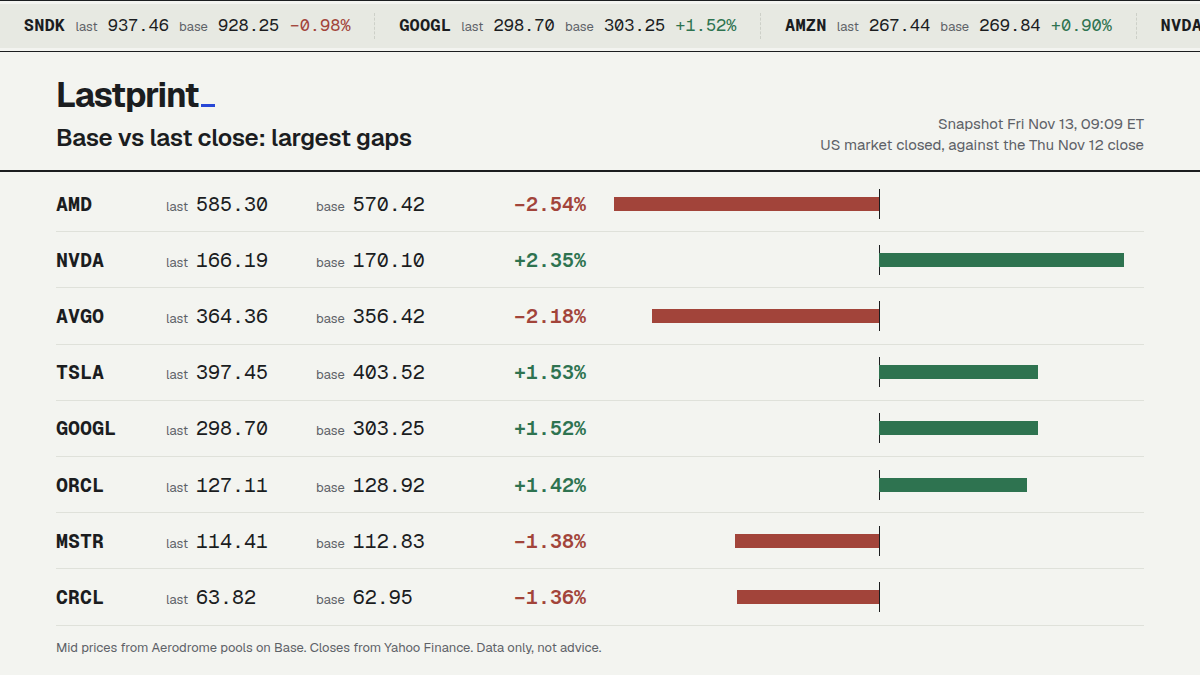 SNDK last 937.46 base 928.25 −0.98% GOOGL last 298.70 base 303.25 +1.52% AMZN last 267.44 base 269.84 +0.90% NVDA
Lastprint_
Base vs last close: largest gaps
Snapshot Fri Nov 13, 09:09 ET
US market closed, against the Thu Nov 12 close
AMD last 585.30 base 570.42 −2.54%
NVDA last 166.19 base 170.10 +2.35%
AVGO last 364.36 base 356.42 −2.18%
TSLA last 397.45 base 403.52 +1.53%
GOOGL last 298.70 base 303.25 +1.52%
ORCL last 127.11 base 128.92 +1.42%
MSTR last 114.41 base 112.83 −1.38%
CRCL last 63.82 base 62.95 −1.36%
Mid prices from Aerodrome pools on Base. Closes from Yahoo Finance. Data only, not advice.